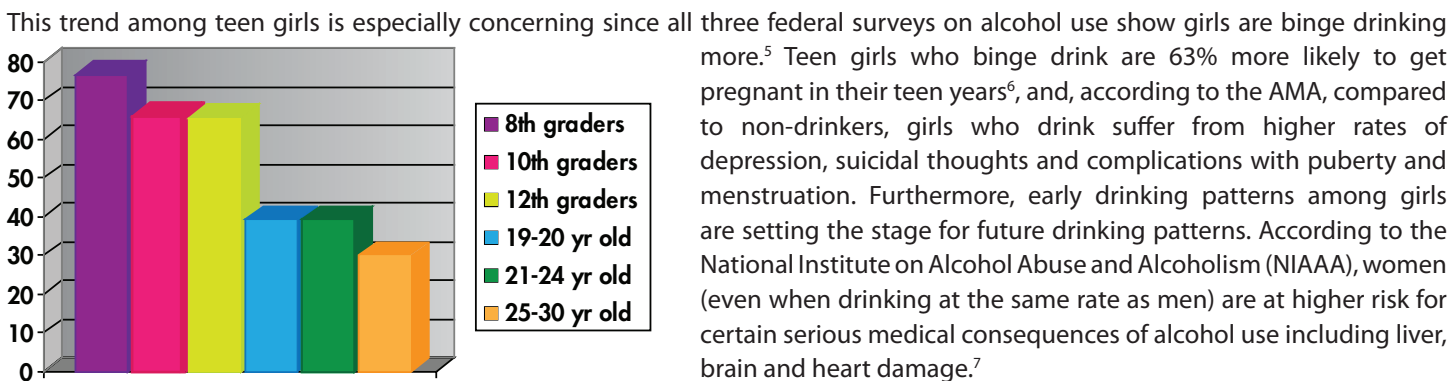 This trend among teen girls is especially concerning since all three federal surveys on alcohol use show girls are binge drinking
more.⁵ Teen girls who binge drink are 63% more likely to get
pregnant in their teen years⁶, and, according to the AMA, compared
to non-drinkers, girls who drink suffer from higher rates of
depression, suicidal thoughts and complications with puberty and
menstruation. Furthermore, early drinking patterns among girls
are setting the stage for future drinking patterns. According to the
National Institute on Alcohol Abuse and Alcoholism (NIAAA), women
(even when drinking at the same rate as men) are at higher risk for
certain serious medical consequences of alcohol use including liver,
brain and heart damage.⁷
80
70
60
50
40
30
20
10
0
8th graders
10th graders
12th graders
19-20 yr old
21-24 yr old
25-30 yr old